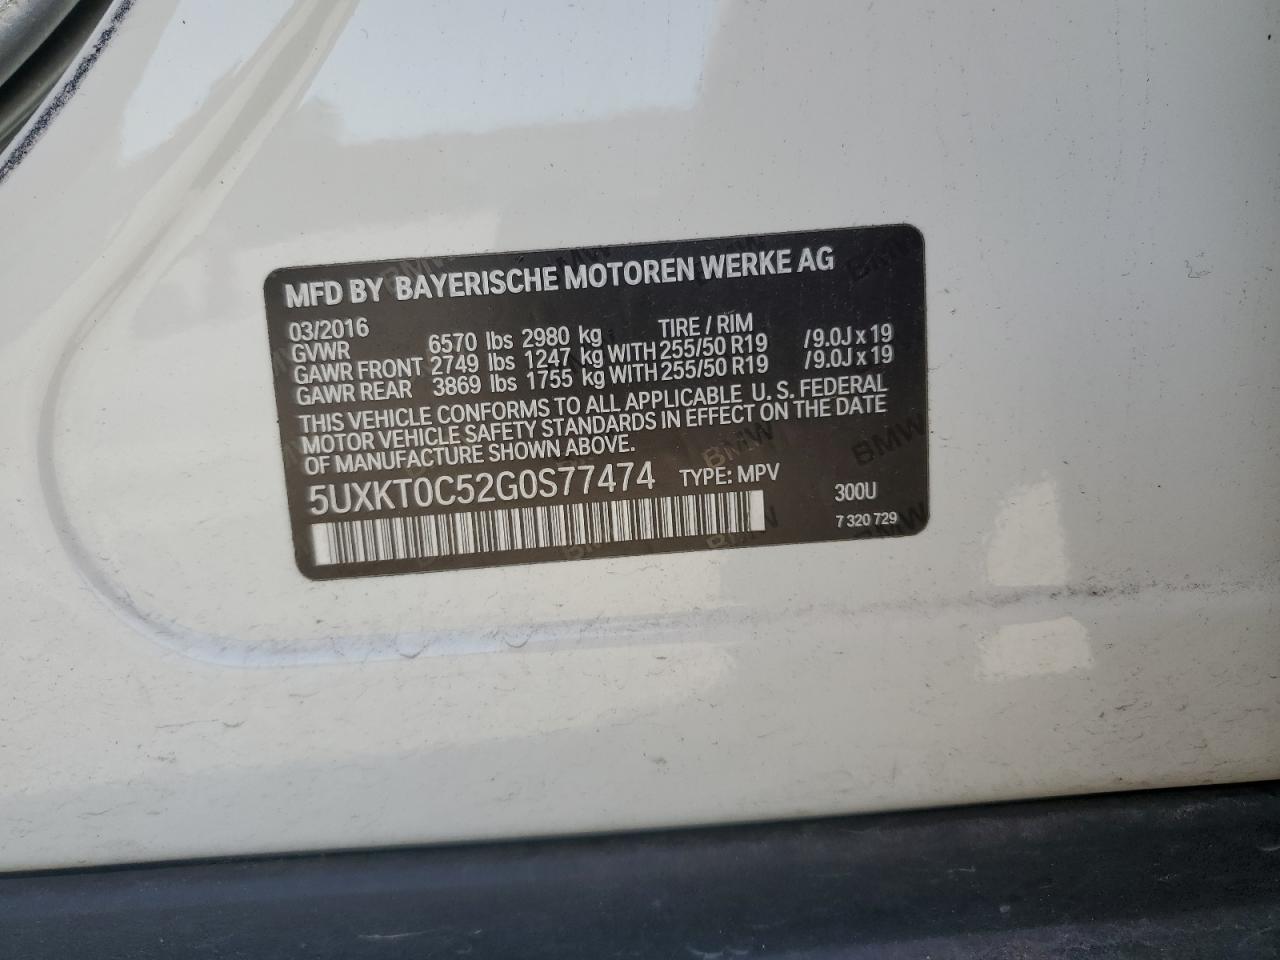 MFD BY BAYERISCHE MOTOREN WERKE AG
03/2016 TIRE / RIM
GVWR 6570 lbs 2980 kg
GAWR FRONT 2749 lbs 1247 kg WITH 255/50 R19 /9.0J x 19
GAWR REAR 3869 lbs 1755 kg WITH 255/50 R19 /9.0J x 19
THIS VEHICLE CONFORMS TO ALL APPLICABLE U. S. FEDERAL
MOTOR VEHICLE SAFETY STANDARDS IN EFFECT ON THE DATE
OF MANUFACTURE SHOWN ABOVE.
5UXKT0C52G0S77474 TYPE: MPV 300U
7 320 729
BMW
BMW
BMW